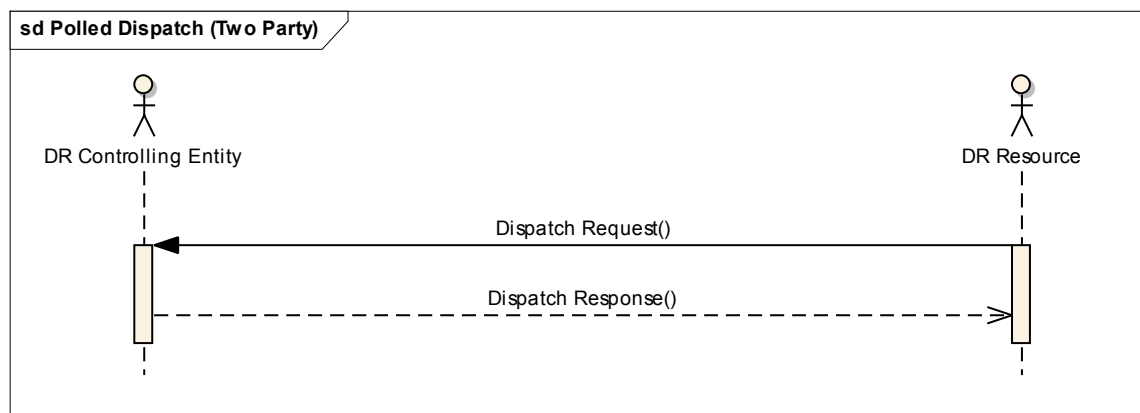 sd Polled Dispatch (Two Party)
DR Controlling Entity
DR Resource
Dispatch Request()
Dispatch Response()